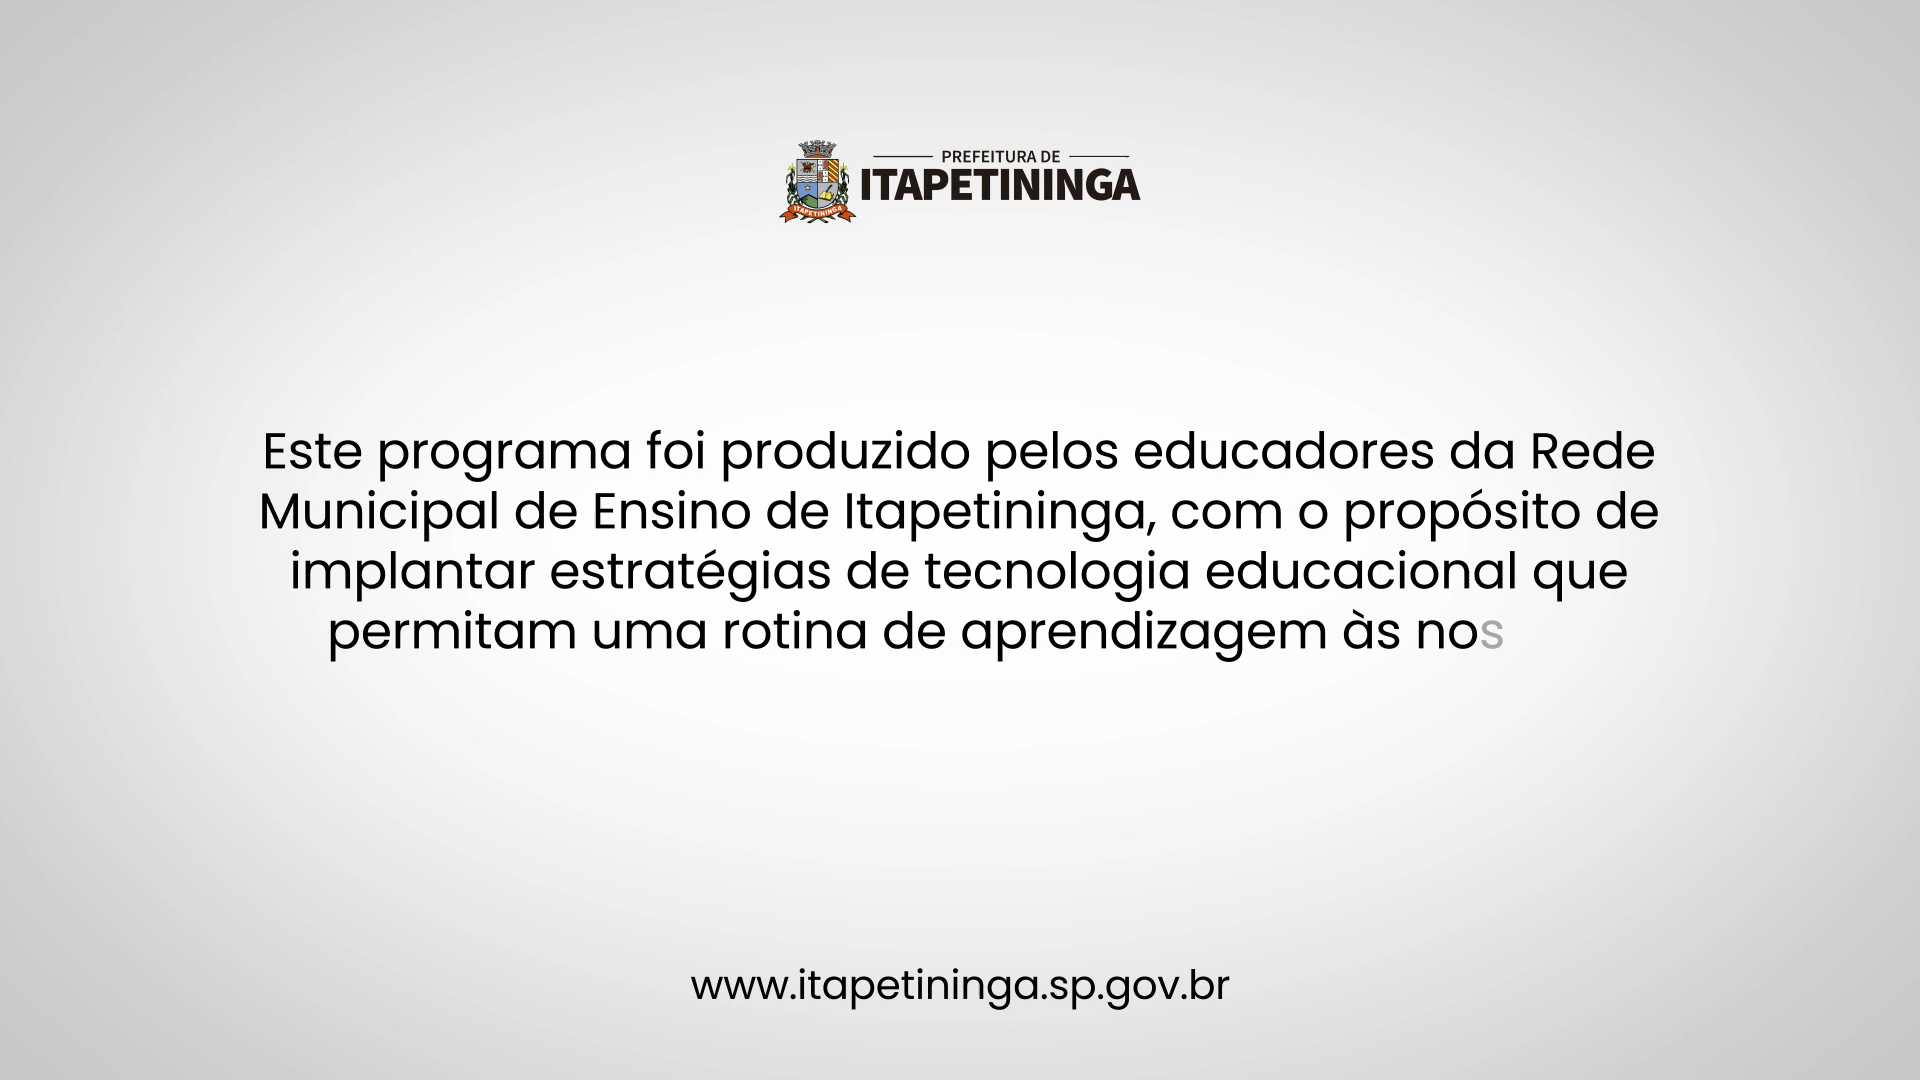 PREFEITURA DE
ITAPETININGA
ITAPETININGA
Este programa foi produzido pelos educadores da Rede
Municipal de Ensino de Itapetininga, com o propósito de
implantar estratégias de tecnologia educacional que
permitam uma rotina de aprendizagem às nos
www.itapetininga.sp.gov.br